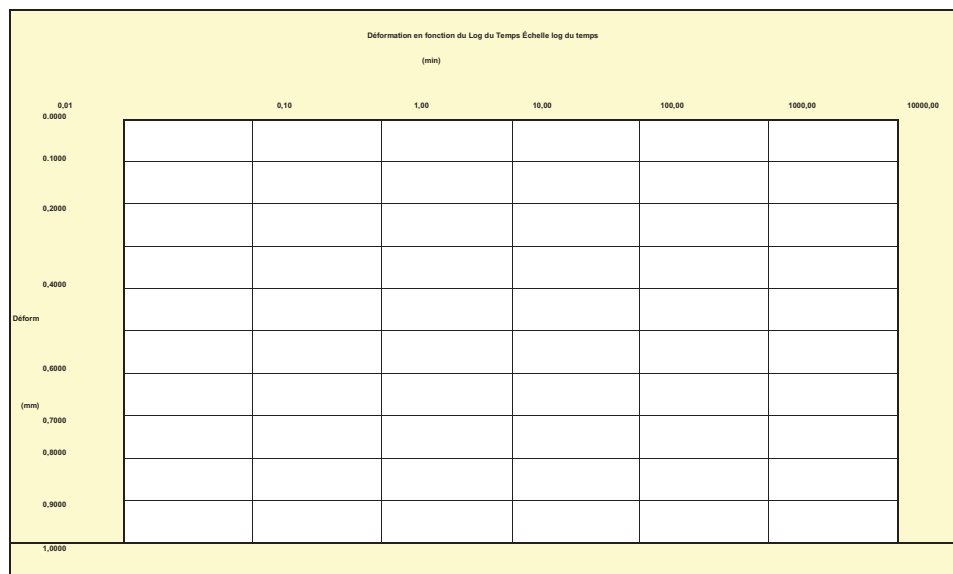 Déformation en fonction du Log du Temps Échelle log du temps
(min)
0,01 0,10 1,00 10,00 100,00 1000,00 10000,00
0.0000
0.1000
0,2000
0,4000
Déform
0,6000
(mm)
0,7000
0,8000
0,9000
1,0000